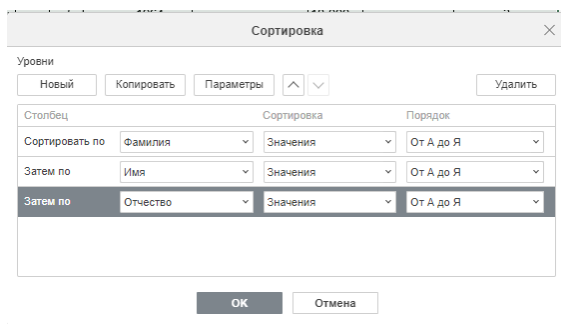 Сортировка
Уровни
Новый Копировать Параметры Удалить
Столбец Сортировка Порядок
Сортировать по Фамилия Значения От А до Я
Затем по Имя Значения От А до Я
Затем по Отчество Значения От А до Я
OK Отмена